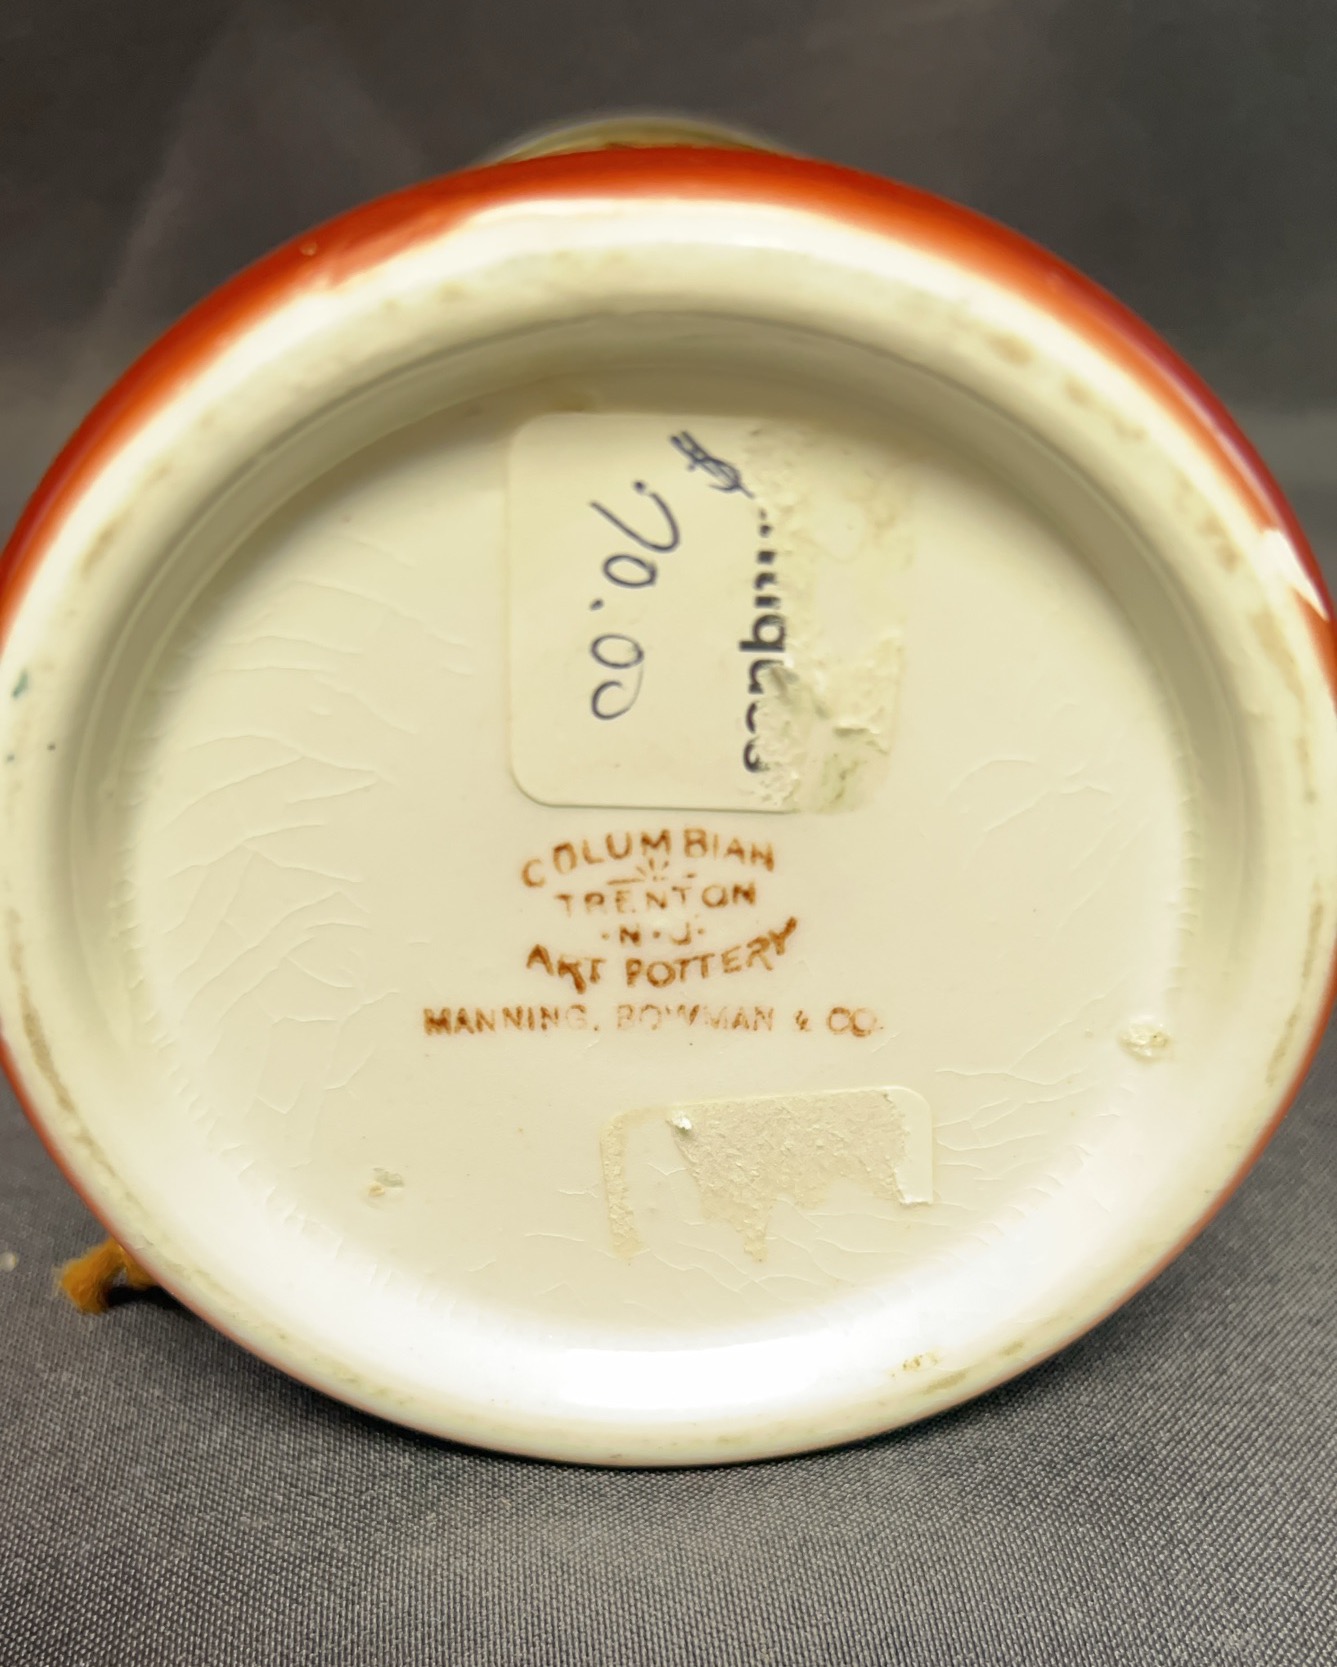 $70.00
COLUMBIAN
TRENTON
·N·J·
ART POTTERY
MANNING, BOWMAN & CO.